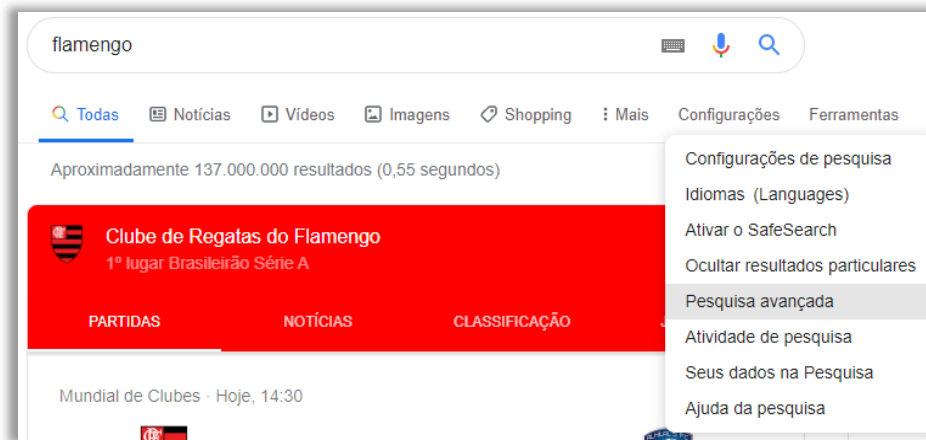 flamengo
Todas Notícias Vídeos Imagens Shopping Mais Configurações Ferramentas
Aproximadamente 137.000.000 resultados (0,55 segundos)
Configurações de pesquisa
Idiomas (Languages)
Ativar o SafeSearch
Ocultar resultados particulares
Pesquisa avançada
Atividade de pesquisa
Seus dados na Pesquisa
Ajuda da pesquisa
Clube de Regatas do Flamengo
1º lugar Brasileirão Série A
PARTIDAS NOTÍCIAS CLASSIFICAÇÃO
Mundial de Clubes · Hoje, 14:30